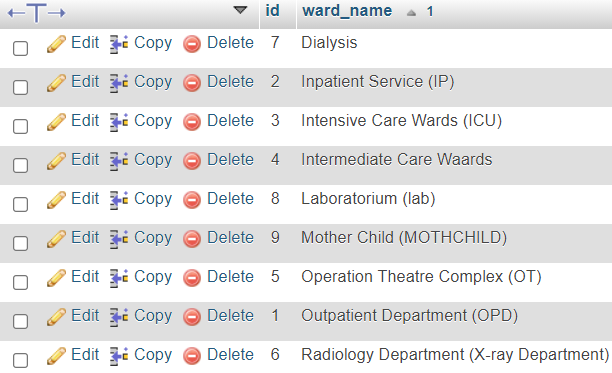 id ward_name 1
Edit Copy Delete 7 Dialysis
Edit Copy Delete 2 Inpatient Service (IP)
Edit Copy Delete 3 Intensive Care Wards (ICU)
Edit Copy Delete 4 Intermediate Care Waards
Edit Copy Delete 8 Laboratorium (lab)
Edit Copy Delete 9 Mother Child (MOTHCHILD)
Edit Copy Delete 5 Operation Theatre Complex (OT)
Edit Copy Delete 1 Outpatient Department (OPD)
Edit Copy Delete 6 Radiology Department (X-ray Department)